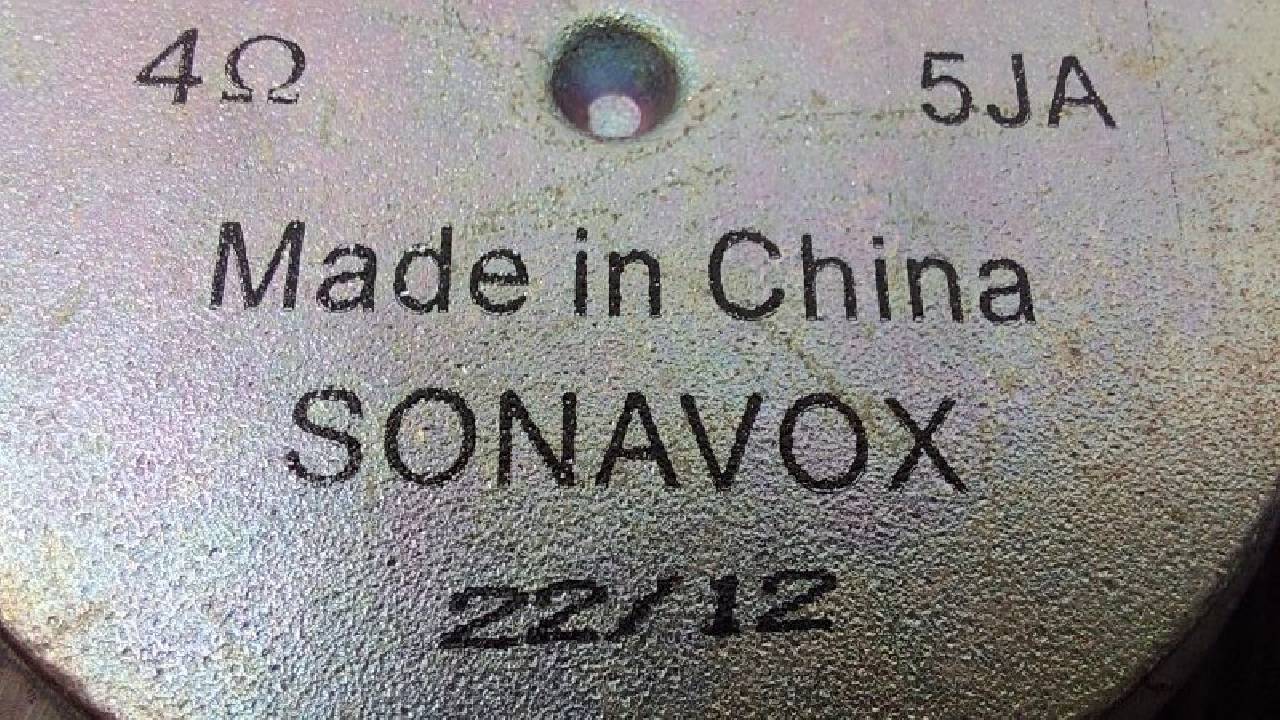 4Ω 5JA
Made in China
SONAVOX
22/12